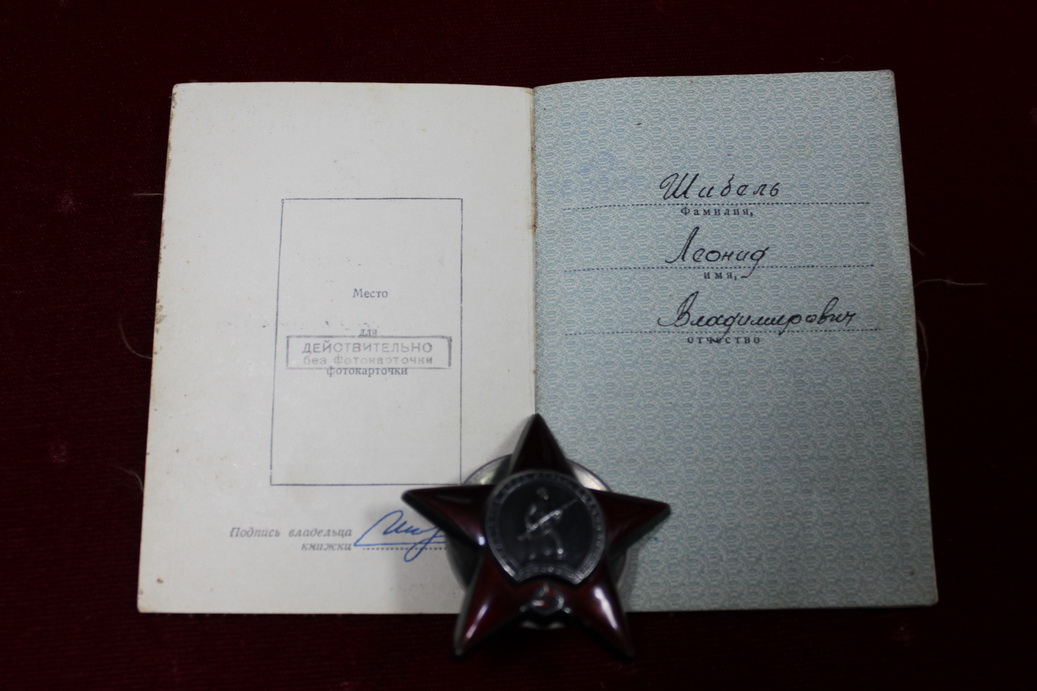 Место
для
ДЕЙСТВИТЕЛЬНО
без фотокарточки
фотокарточки
Подпись владельца
книжки
Шибель
Фамилия,
Леонид
имя,
Владимирович
отчество